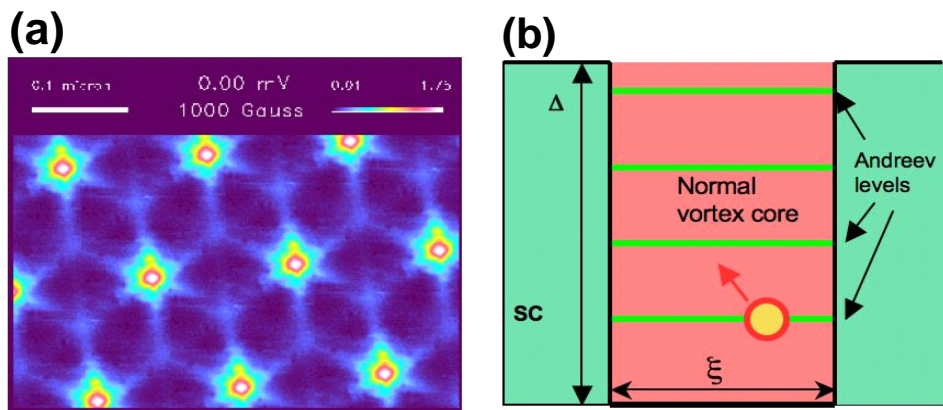 (a)
0.1 micron
0.00 mV
1000 Gauss
0.01
1.75
(b)
Δ
Andreev
levels
Normal
vortex core
SC
ξ